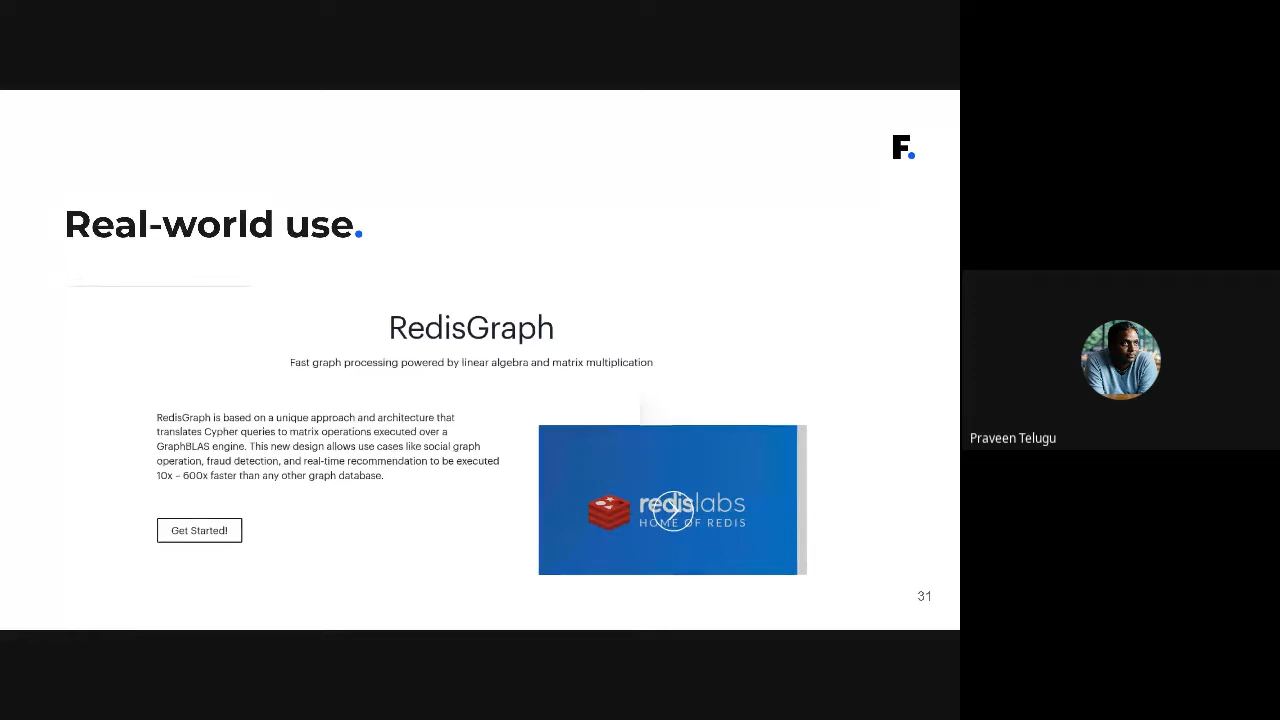 F.
Real-world use.
RedisGraph
Fast graph processing powered by linear algebra and matrix multiplication
RedisGraph is based on a unique approach and architecture that
translates Cypher queries to matrix operations executed over a
GraphBLAS engine. This new design allows use cases like social graph
operation, fraud detection, and real-time recommendation to be executed
10x – 600x faster than any other graph database.
Get Started!
redislabs
HOME OF REDIS
31
Praveen Telugu